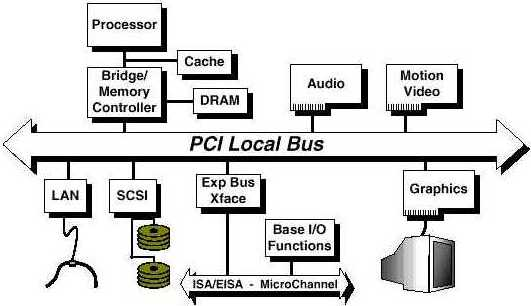 Processor
Cache
Bridge/
Memory
Controller
DRAM
Audio
Motion
Video
PCI Local Bus
LAN
SCSI
Exp Bus
Xface
Graphics
Base I/O
Functions
ISA/EISA - MicroChannel